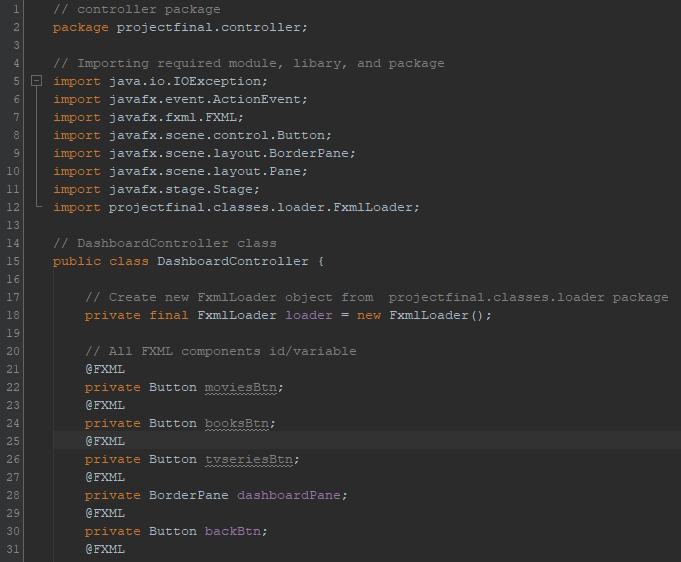 1 // controller package
2 package projectfinal.controller;
3
4 // Importing required module, libary, and package
5 import java.io.IOException;
6 import javafx.event.ActionEvent;
7 import javafx.fxml.FXML;
8 import javafx.scene.control.Button;
9 import javafx.scene.layout.BorderPane;
10 import javafx.scene.layout.Pane;
11 import javafx.stage.Stage;
12 import projectfinal.classes.loader.FxmlLoader;
13
14 // DashboardController class
15 public class DashboardController {
16
17 // Create new FxmlLoader object from  projectfinal.classes.loader package
18 private final FxmlLoader loader = new FxmlLoader();
19
20 // All FXML components id/variable
21 @FXML
22 private Button moviesBtn;
23 @FXML
24 private Button booksBtn;
25 @FXML
26 private Button tvseriesBtn;
27 @FXML
28 private BorderPane dashboardPane;
29 @FXML
30 private Button backBtn;
31 @FXML